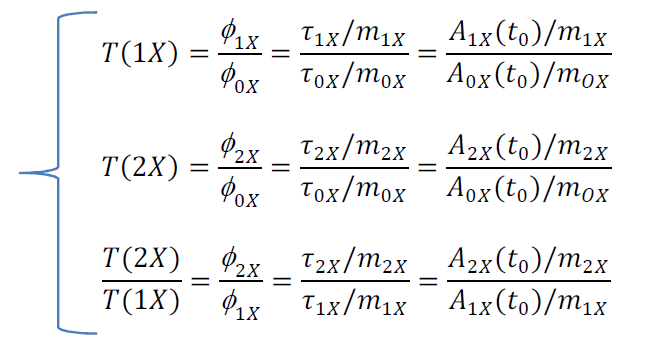 T(1X) = ϕ₁X/ϕ₀X = (τ₁X/m₁X)/(τ₀X/m₀X) = (A₁X(t₀)/m₁X)/(A₀X(t₀)/mOX)
T(2X) = ϕ₂X/ϕ₀X = (τ₂X/m₂X)/(τ₀X/m₀X) = (A₂X(t₀)/m₂X)/(A₀X(t₀)/mOX)
T(2X)/T(1X) = ϕ₂X/ϕ₁X = (τ₂X/m₂X)/(τ₁X/m₁X) = (A₂X(t₀)/m₂X)/(A₁X(t₀)/m₁X)